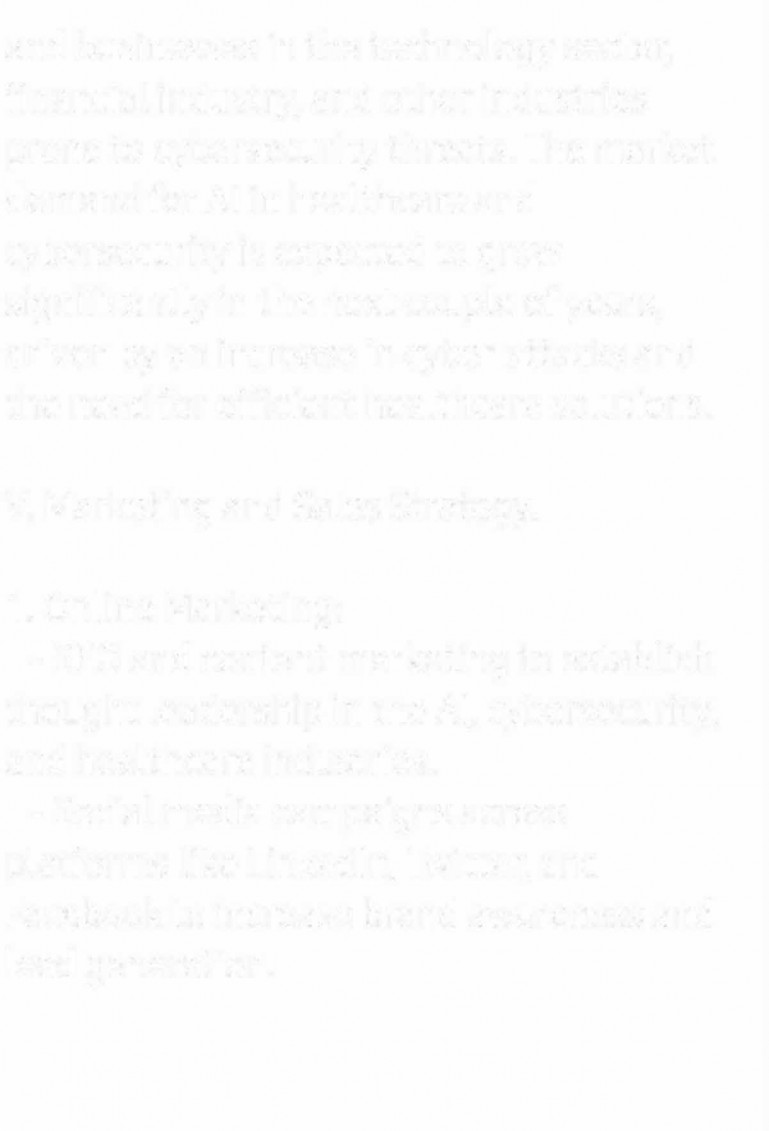 and businesses in the technology sector,
financial industry, and other industries
prone to cybersecurity threats. The market
demand for AI in healthcare and
cybersecurity is expected to grow
significantly in the next couple of years,
driven by an increase in cyber attacks and
the need for efficient healthcare solutions.
V. Marketing and Sales Strategy.
1. Online Marketing:
- SEO and content marketing to establish
thought leadership in the AI, cybersecurity,
and healthcare industries.
- Social media campaigns across
platforms like LinkedIn, Twitter, and
Facebook to increase brand awareness and
lead generation.